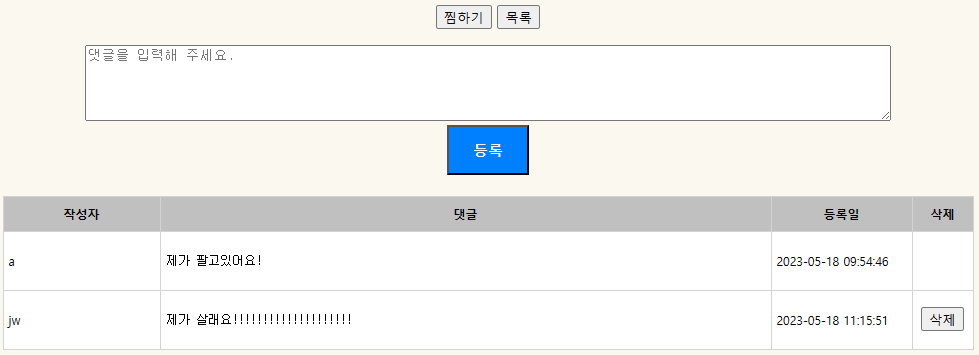 찜하기 목록
댓글을 입력해 주세요.
등록
작성자 댓글 등록일 삭제
a 제가 팔고있어요! 2023-05-18 09:54:46
jw 제가 살래요!!!!!!!!!!!!!!!!!!!! 2023-05-18 11:15:51 삭제